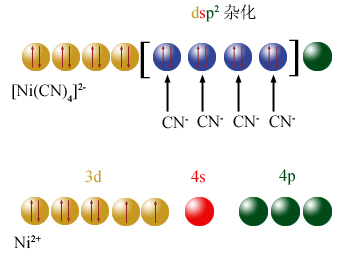 dsp² 杂化
[Ni(CN)₄]²⁻
CN⁻ CN⁻ CN⁻ CN⁻
3d 4s 4p
Ni²⁺